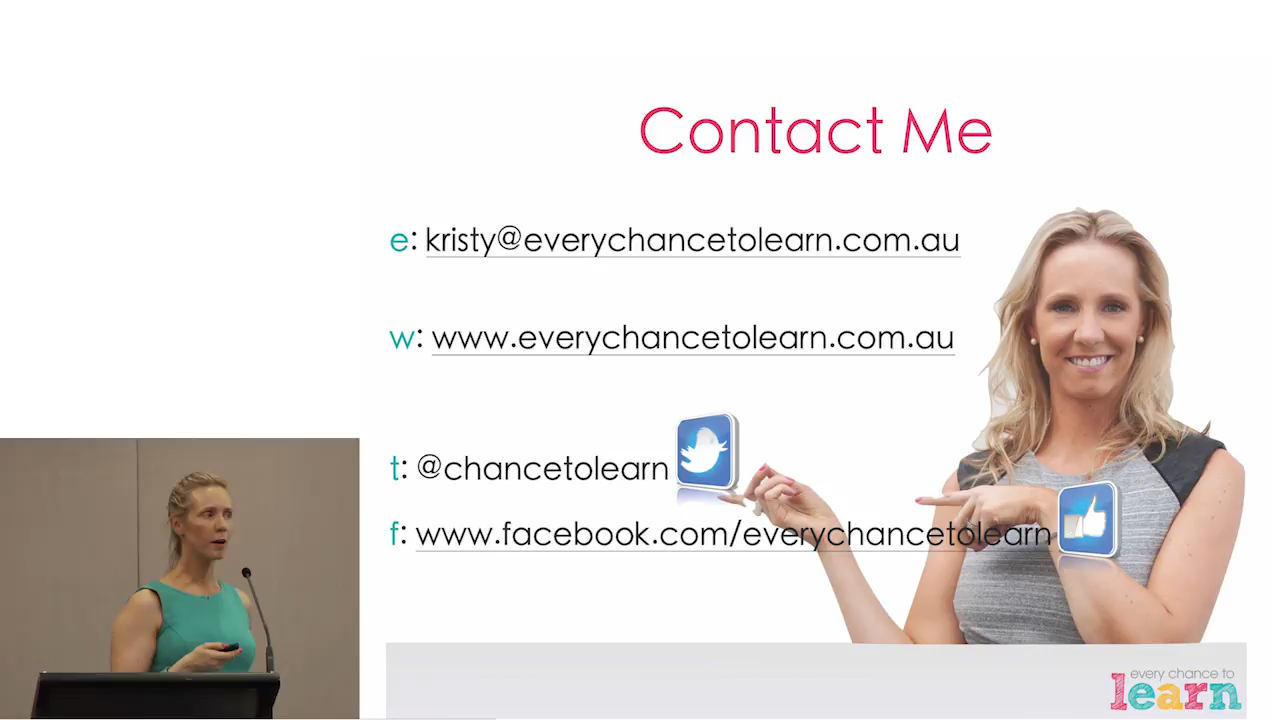 Contact Me
e: kristy@everychancetolearn.com.au
w: www.everychancetolearn.com.au
t: @chancetolearn
f: www.facebook.com/everychancetolearn
every chance to
learn